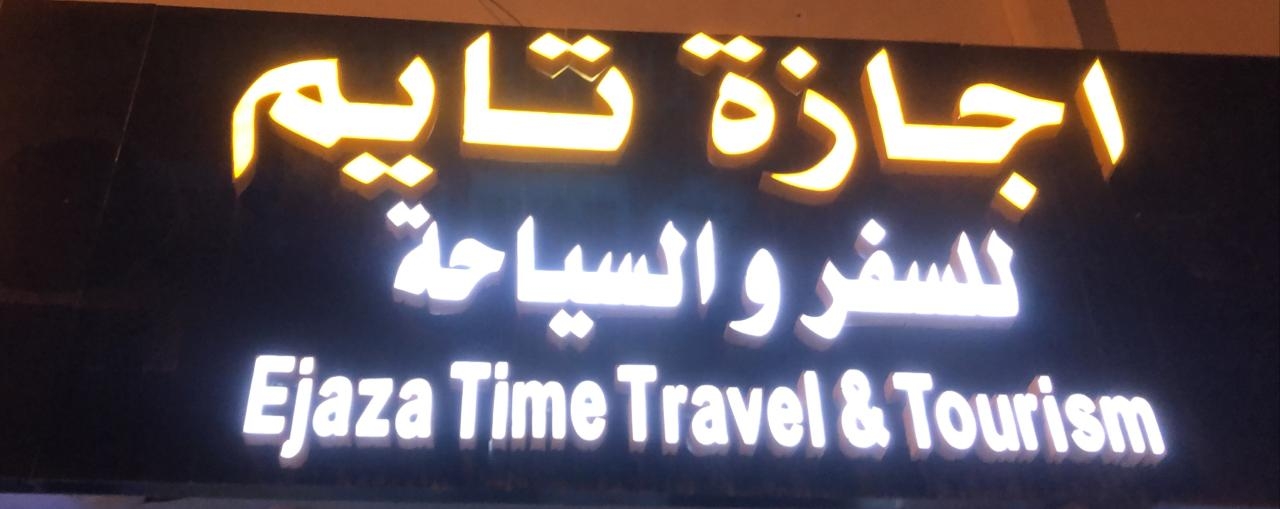 اجازة تايم
للسفر والسياحة
Ejaza Time Travel & Tourism